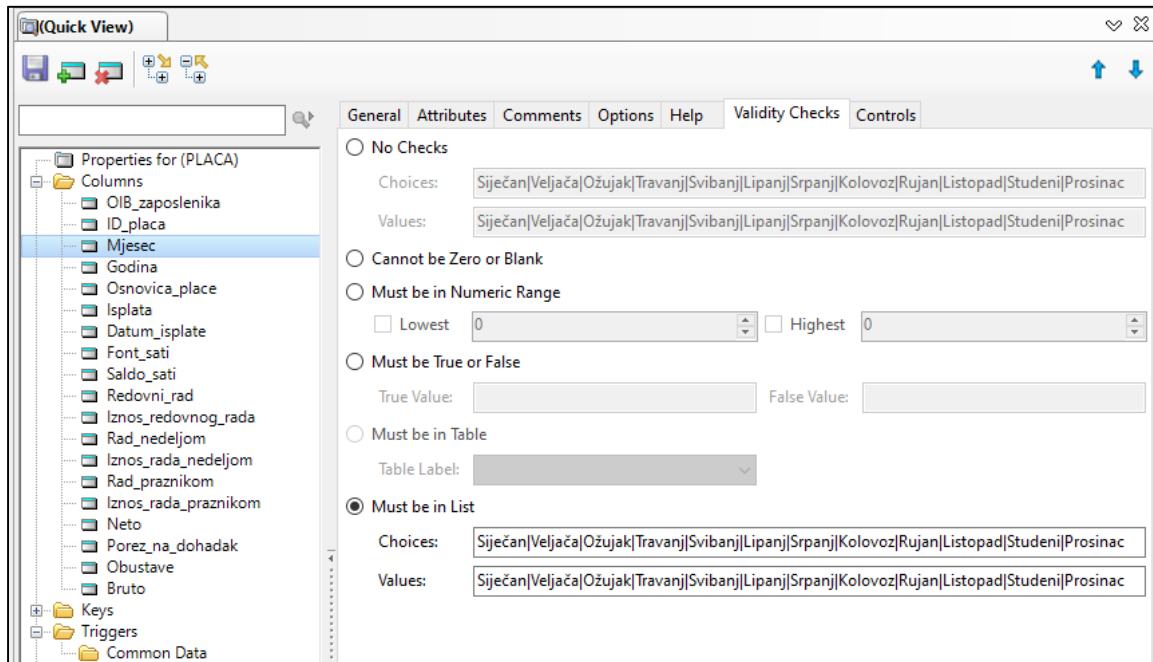 (Quick View)
General Attributes Comments Options Help Validity Checks Controls
Properties for (PLACA)
Columns
OIB_zaposlenika
ID_placa
Mjesec
Godina
Osnovica_place
Isplata
Datum_isplate
Font_sati
Saldo_sati
Redovni_rad
Iznos_redovnog_rada
Rad_nedeljom
Iznos_rada_nedeljom
Rad_praznikom
Iznos_rada_praznikom
Neto
Porez_na_dohadak
Obustave
Bruto
Keys
Triggers
Common Data
No Checks
Choices: Siječan|Veljača|Ožujak|Travanj|Svibanj|Lipanj|Srpanj|Kolovoz|Rujan|Listopad|Studeni|Prosinac
Values: Siječan|Veljača|Ožujak|Travanj|Svibanj|Lipanj|Srpanj|Kolovoz|Rujan|Listopad|Studeni|Prosinac
Cannot be Zero or Blank
Must be in Numeric Range
Lowest 0 Highest 0
Must be True or False
True Value: False Value:
Must be in Table
Table Label:
Must be in List
Choices: Siječan|Veljača|Ožujak|Travanj|Svibanj|Lipanj|Srpanj|Kolovoz|Rujan|Listopad|Studeni|Prosinac
Values: Siječan|Veljača|Ožujak|Travanj|Svibanj|Lipanj|Srpanj|Kolovoz|Rujan|Listopad|Studeni|Prosinac